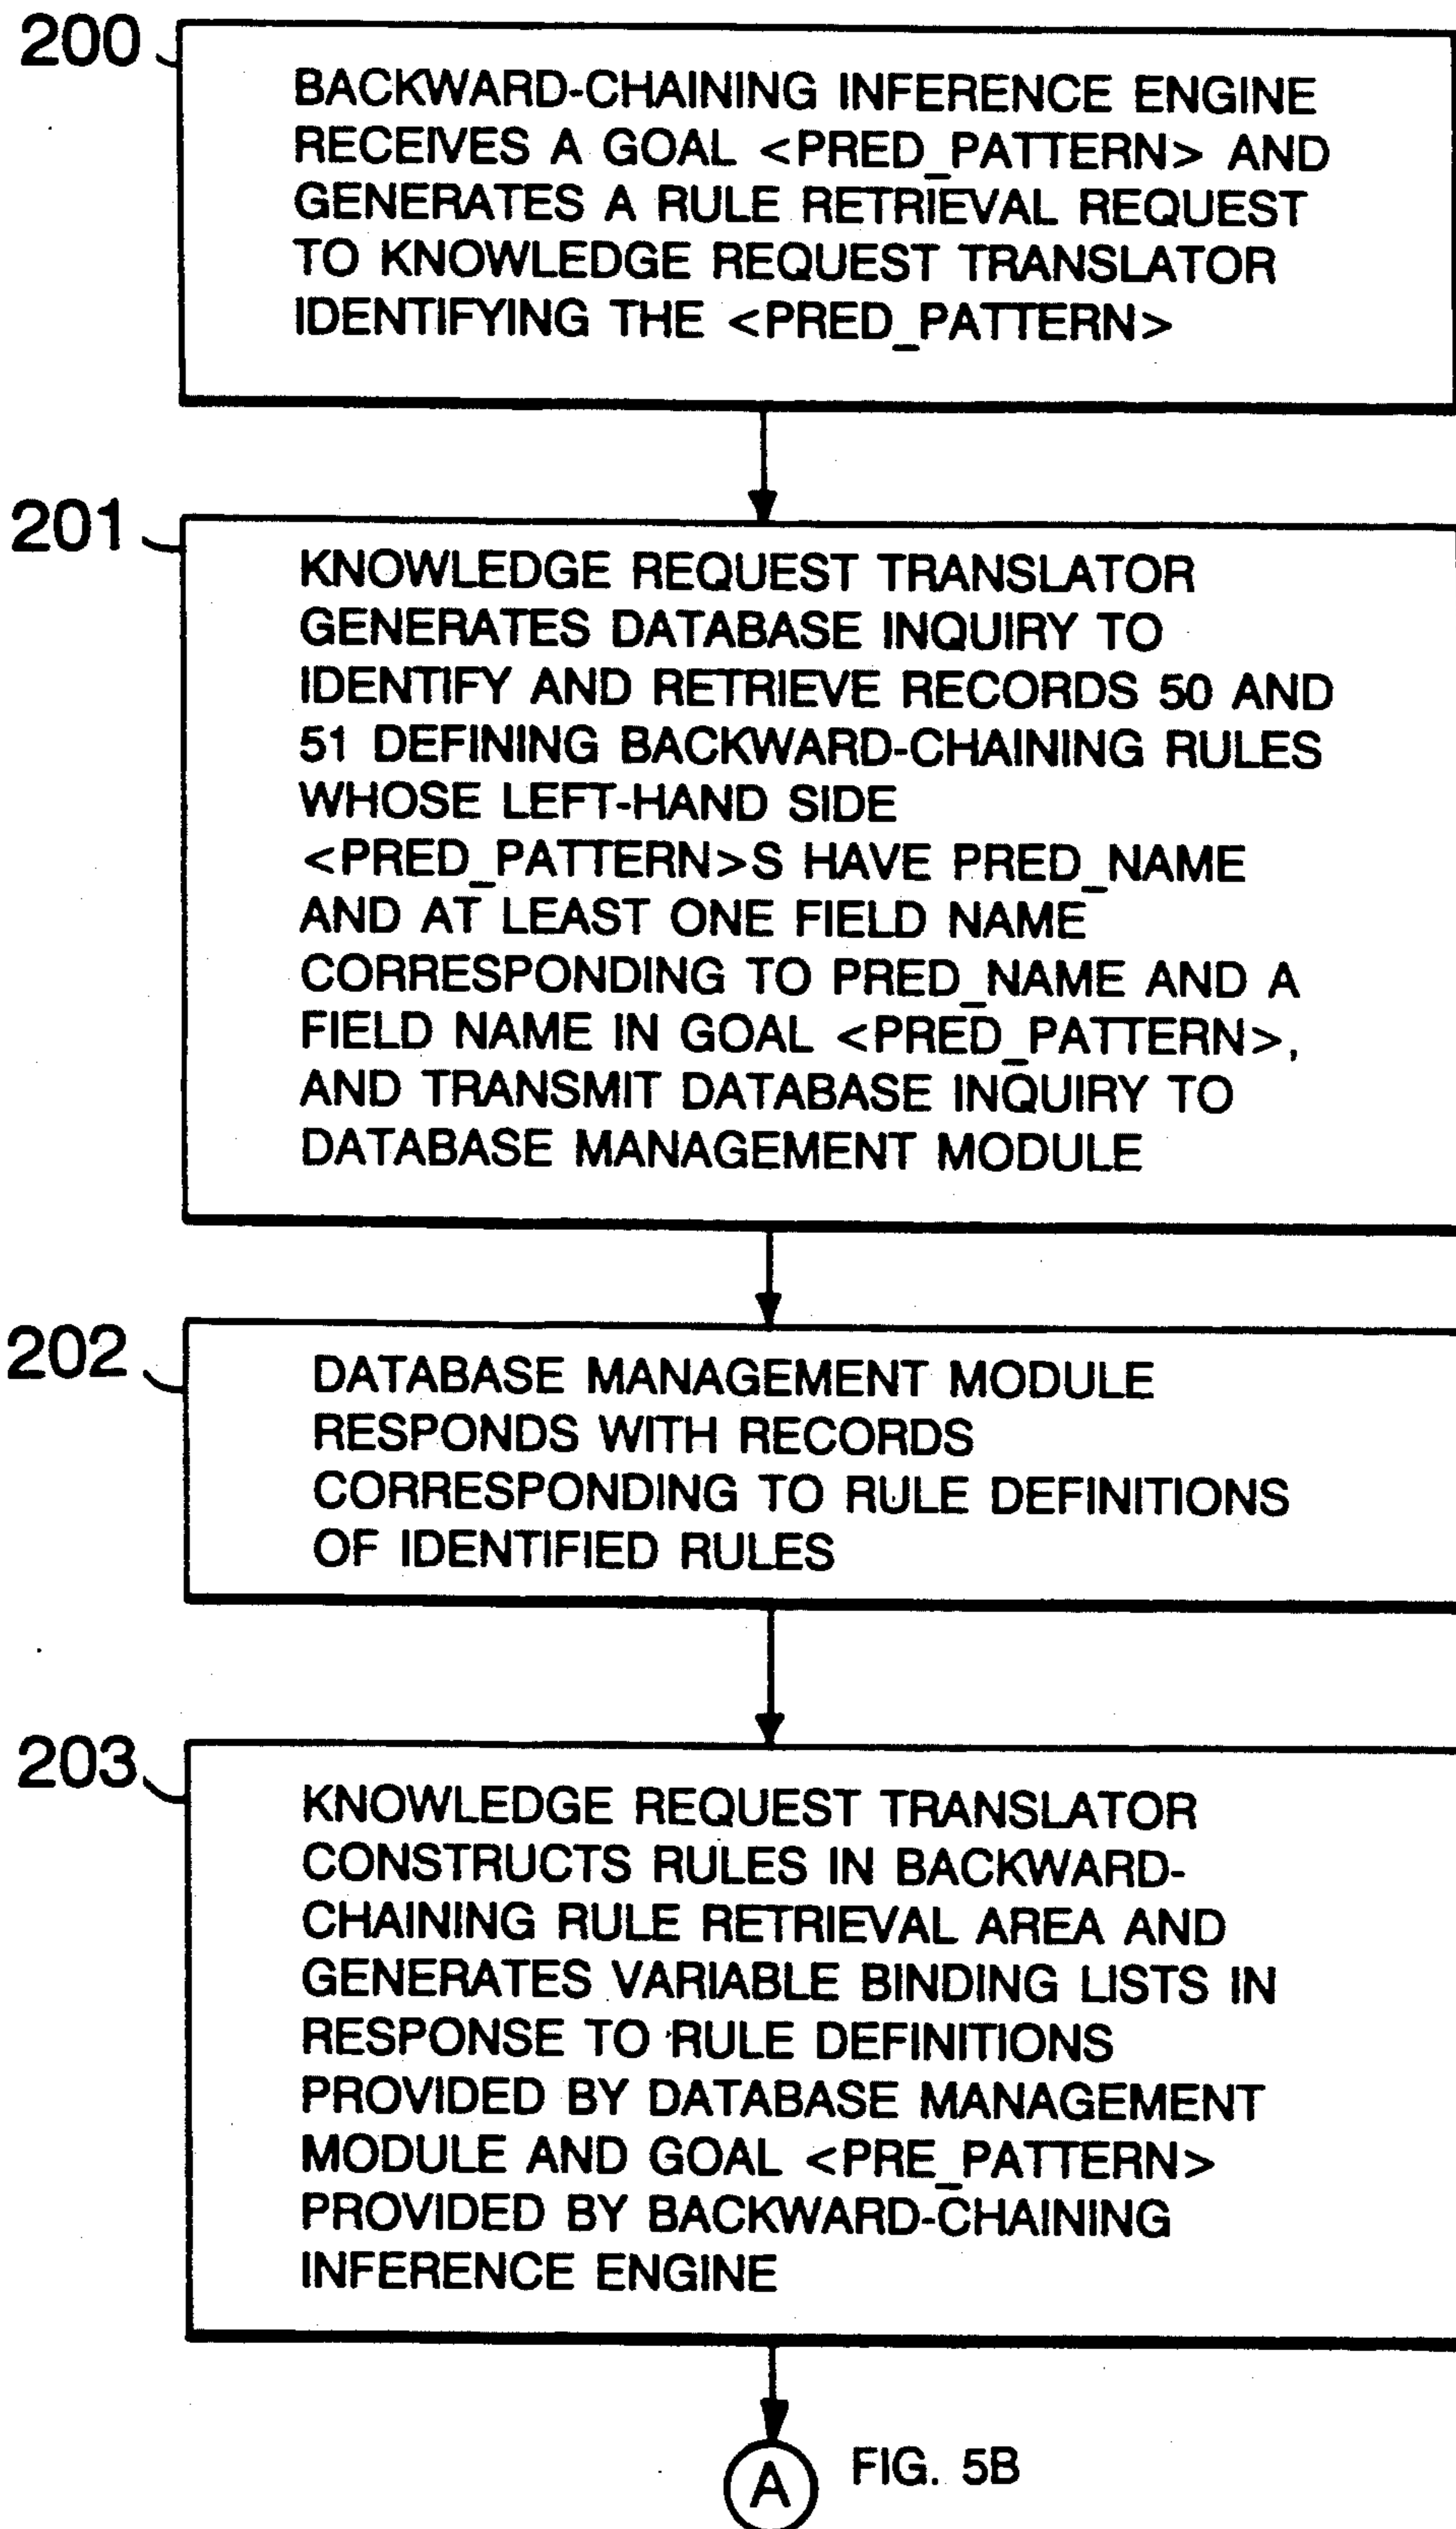 200
BACKWARD-CHAINING INFERENCE ENGINE
RECEIVES A GOAL <PRED_PATTERN> AND
GENERATES A RULE RETRIEVAL REQUEST
TO KNOWLEDGE REQUEST TRANSLATOR
IDENTIFYING THE <PRED_PATTERN>
201
KNOWLEDGE REQUEST TRANSLATOR
GENERATES DATABASE INQUIRY TO
IDENTIFY AND RETRIEVE RECORDS 50 AND
51 DEFINING BACKWARD-CHAINING RULES
WHOSE LEFT-HAND SIDE
<PRED_PATTERN>S HAVE PRED_NAME
AND AT LEAST ONE FIELD NAME
CORRESPONDING TO PRED_NAME AND A
FIELD NAME IN GOAL <PRED_PATTERN>,
AND TRANSMIT DATABASE INQUIRY TO
DATABASE MANAGEMENT MODULE
202
DATABASE MANAGEMENT MODULE
RESPONDS WITH RECORDS
CORRESPONDING TO RULE DEFINITIONS
OF IDENTIFIED RULES
203
KNOWLEDGE REQUEST TRANSLATOR
CONSTRUCTS RULES IN BACKWARD-
CHAINING RULE RETRIEVAL AREA AND
GENERATES VARIABLE BINDING LISTS IN
RESPONSE TO RULE DEFINITIONS
PROVIDED BY DATABASE MANAGEMENT
MODULE AND GOAL <PRE_PATTERN>
PROVIDED BY BACKWARD-CHAINING
INFERENCE ENGINE
A FIG. 5B